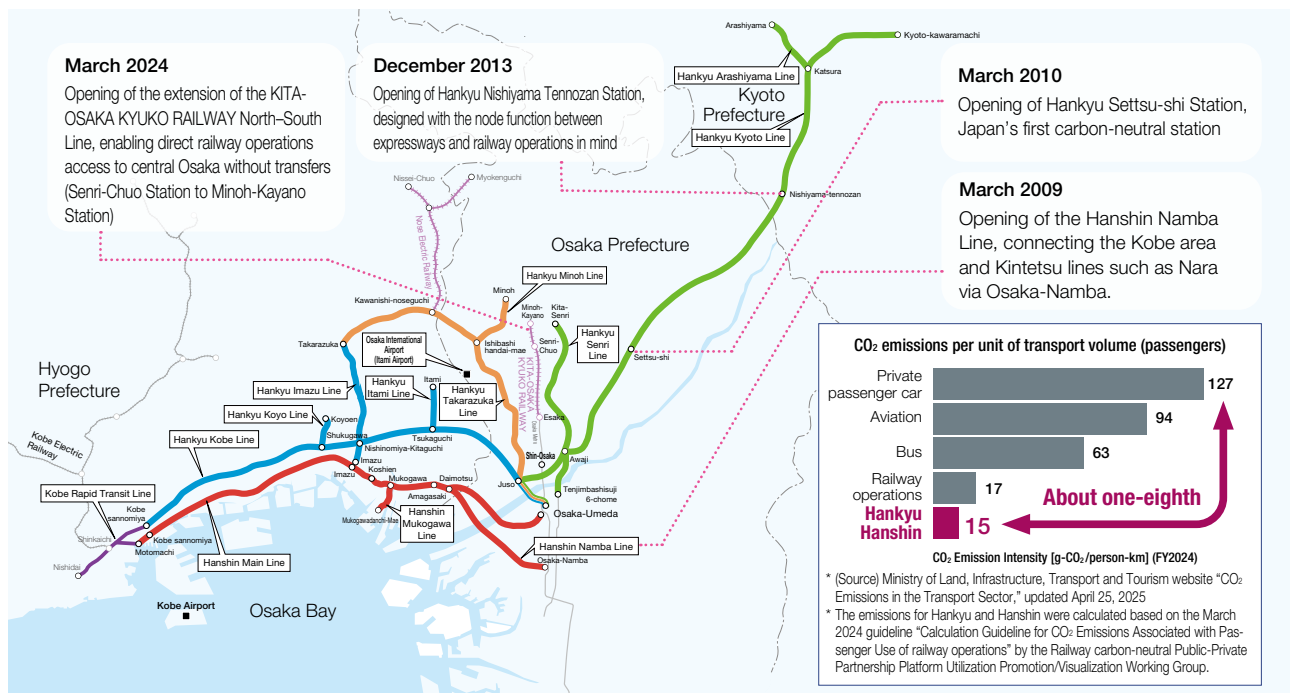 March 2024
Opening of the extension of the KITA-
OSAKA KYUKO RAILWAY North–South
Line, enabling direct railway operations
access to central Osaka without transfers
(Senri-Chuo Station to Minoh-Kayano
Station)
December 2013
Opening of Hankyu Nishiyama Tennozan Station,
designed with the node function between
expressways and railway operations in mind
March 2010
Opening of Hankyu Settsu-shi Station,
Japan’s first carbon-neutral station
March 2009
Opening of the Hanshin Namba
Line, connecting the Kobe area
and Kintetsu lines such as Nara
via Osaka-Namba.
Arashiyama
Kyoto-kawaramachi
Hankyu Arashiyama Line
Katsura
Kyoto
Prefecture
Hankyu Kyoto Line
Nishiyama-tennozan
Nissei-Chuo
Myokenguchi
Nose Electric Railway
Osaka Prefecture
Hankyu Minoh Line
Minoh
Kawanishi-noseguchi
Minoh-
Kayano
Kita-
Senri
Takarazuka
Osaka International
Airport
(Itami Airport)
Ishibashi
handai-mae
Senri-
Chuo
Hankyu
Senri
Line
Settsu-shi
KITA-OSAKA
KYUKO RAILWAY
Hyogo
Prefecture
Hankyu Imazu Line
Hankyu
Itami Line
Itami
Hankyu
Takarazuka
Line
Hankyu Koyo Line
Koyoen
Esaka
Osaka Metro
Hankyu Kobe Line
Shukugawa
Nishinomiya-Kitaguchi
Tsukaguchi
Kobe Electric
Railway
Shin-Osaka
Awaji
Imazu
Imazu
Koshien
Mukogawa
Daimotsu
Amagasaki
Juso
Tenjimbashisuji
6-chome
Kobe Rapid Transit Line
Kobe
sannomiya
Mukogawadanchi-Mae
Hanshin
Mukogawa
Line
Osaka-Umeda
Shinkaichi
Kobe sannomiya
Motomachi
Hanshin Main Line
Hanshin Namba Line
Osaka-Namba
Nishidai
Kobe Airport
Osaka Bay
CO2 emissions per unit of transport volume (passengers)
Private
passenger car
127
Aviation
94
Bus
63
Railway
operations
17
Hankyu
Hanshin
15
About one-eighth
CO2 Emission Intensity [g-CO2/person-km] (FY2024)
* (Source) Ministry of Land, Infrastructure, Transport and Tourism website “CO2
Emissions in the Transport Sector,” updated April 25, 2025
* The emissions for Hankyu and Hanshin were calculated based on the March
2024 guideline “Calculation Guideline for CO2 Emissions Associated with Pas-
senger Use of railway operations” by the Railway carbon-neutral Public-Private
Partnership Platform Utilization Promotion/Visualization Working Group.